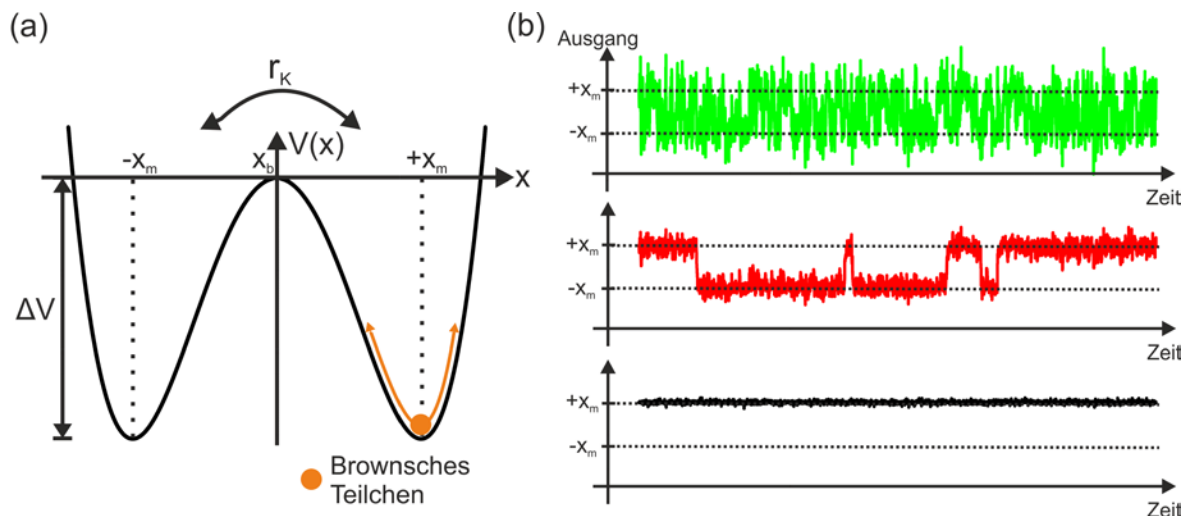 (a)
r_K
V(x)
-x_m
x_b
+x_m
x
ΔV
Brownsches
Teilchen
(b)
Ausgang
+x_m
-x_m
Zeit
+x_m
-x_m
Zeit
+x_m
-x_m
Zeit